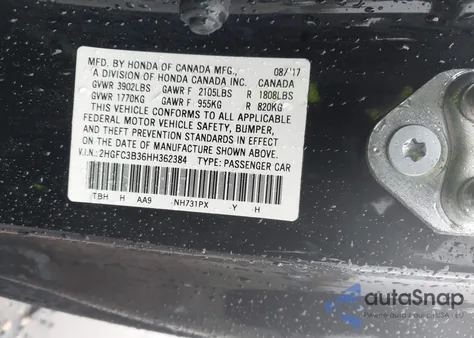 MFD. BY HONDA OF CANADA MFG., 08/'17
A DIVISION OF HONDA CANADA INC. CANADA
GVWR 3902LBS GAWR F 2105LBS R 1808LBS
GVWR 1770KG GAWR F 955KG R 820KG
THIS VEHICLE CONFORMS TO ALL APPLICABLE
FEDERAL MOTOR VEHICLE SAFETY, BUMPER,
AND THEFT PREVENTION STANDARDS IN EFFECT
ON THE DATE OF MANUFACTURE SHOWN ABOVE.
V.I.N.: 2HGFC3B36HH362384 TYPE: PASSENGER CAR
TBH H AA9 NH731PX Y H
autoSnap